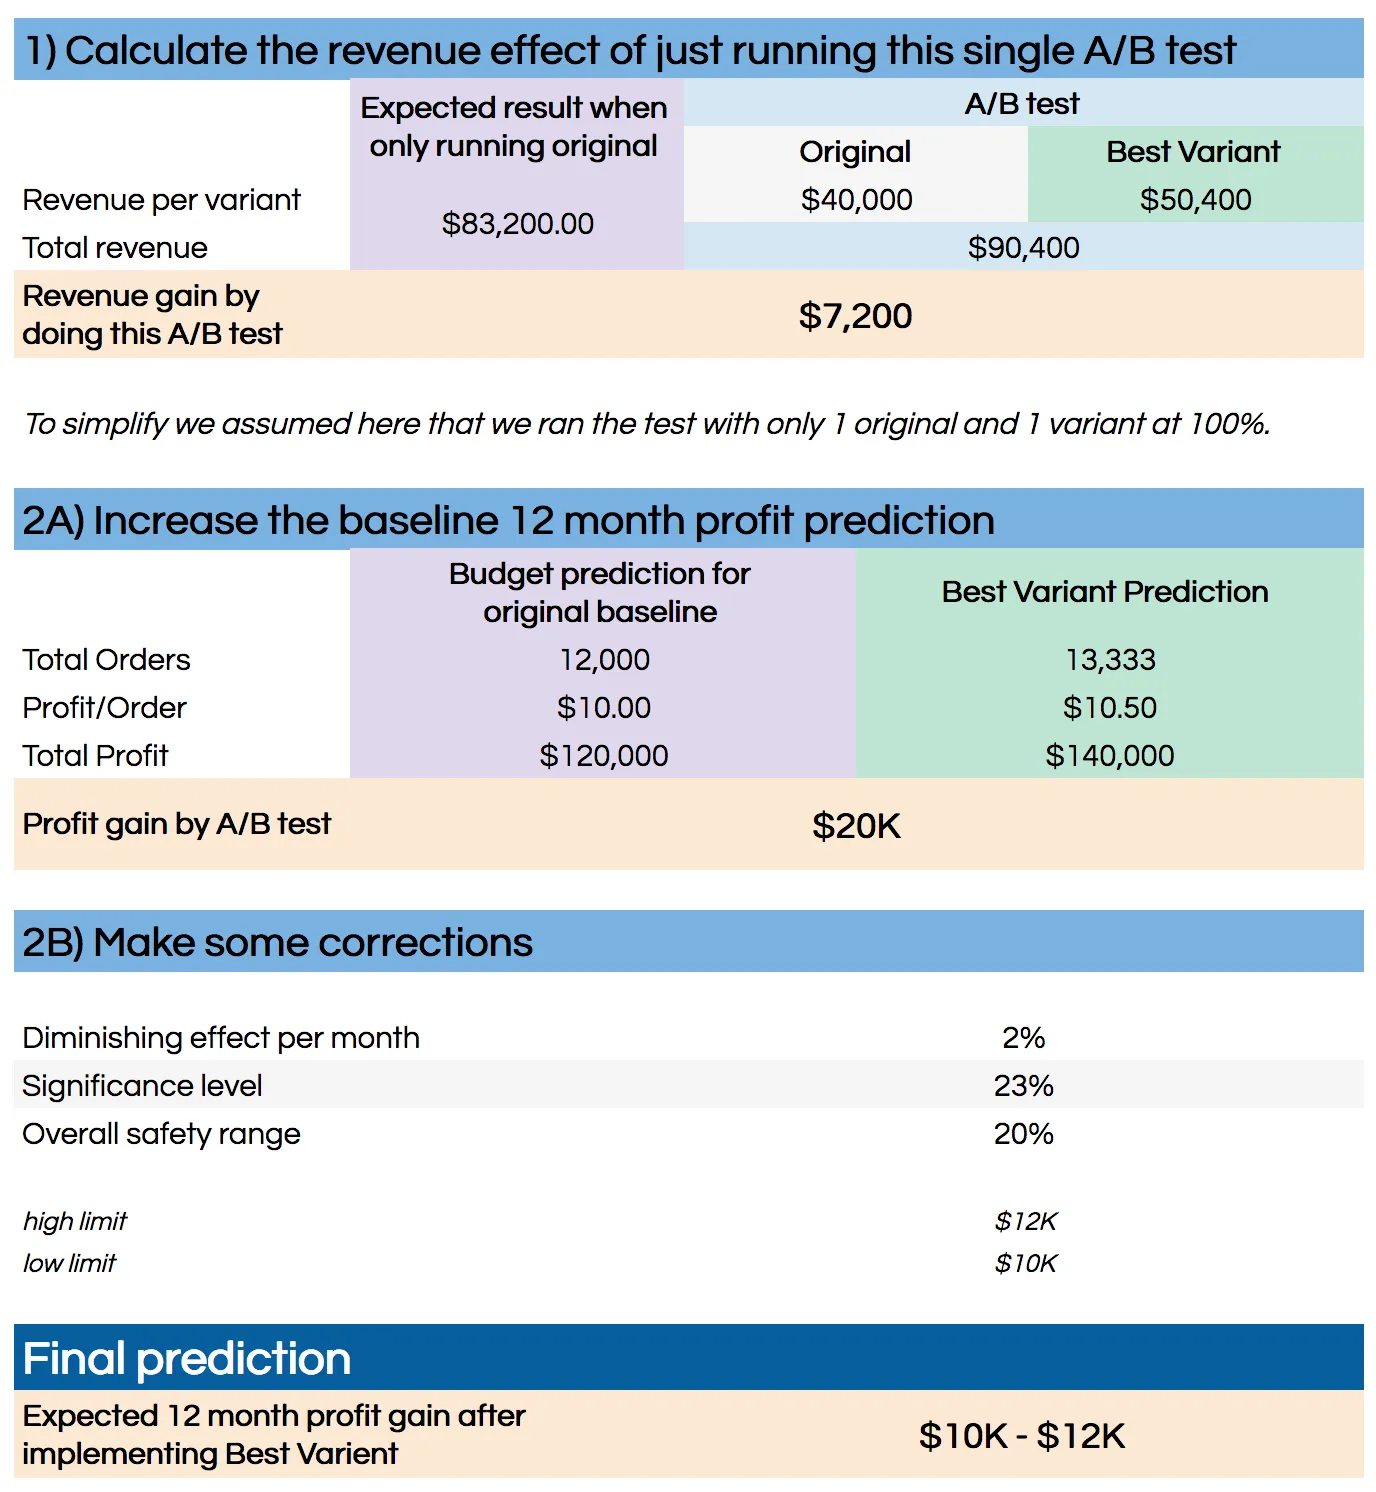 1) Calculate the revenue effect of just running this single A/B test
Expected result when
only running original
A/B test
Original
Best Variant
Revenue per variant
$83,200.00
$40,000
$50,400
Total revenue
$90,400
Revenue gain by
doing this A/B test
$7,200
To simplify we assumed here that we ran the test with only 1 original and 1 variant at 100%.
2A) Increase the baseline 12 month profit prediction
Budget prediction for
original baseline
Best Variant Prediction
Total Orders
12,000
13,333
Profit/Order
$10.00
$10.50
Total Profit
$120,000
$140,000
Profit gain by A/B test
$20K
2B) Make some corrections
Diminishing effect per month
2%
Significance level
23%
Overall safety range
20%
high limit
$12K
low limit
$10K
Final prediction
Expected 12 month profit gain after
implementing Best Varient
$10K - $12K